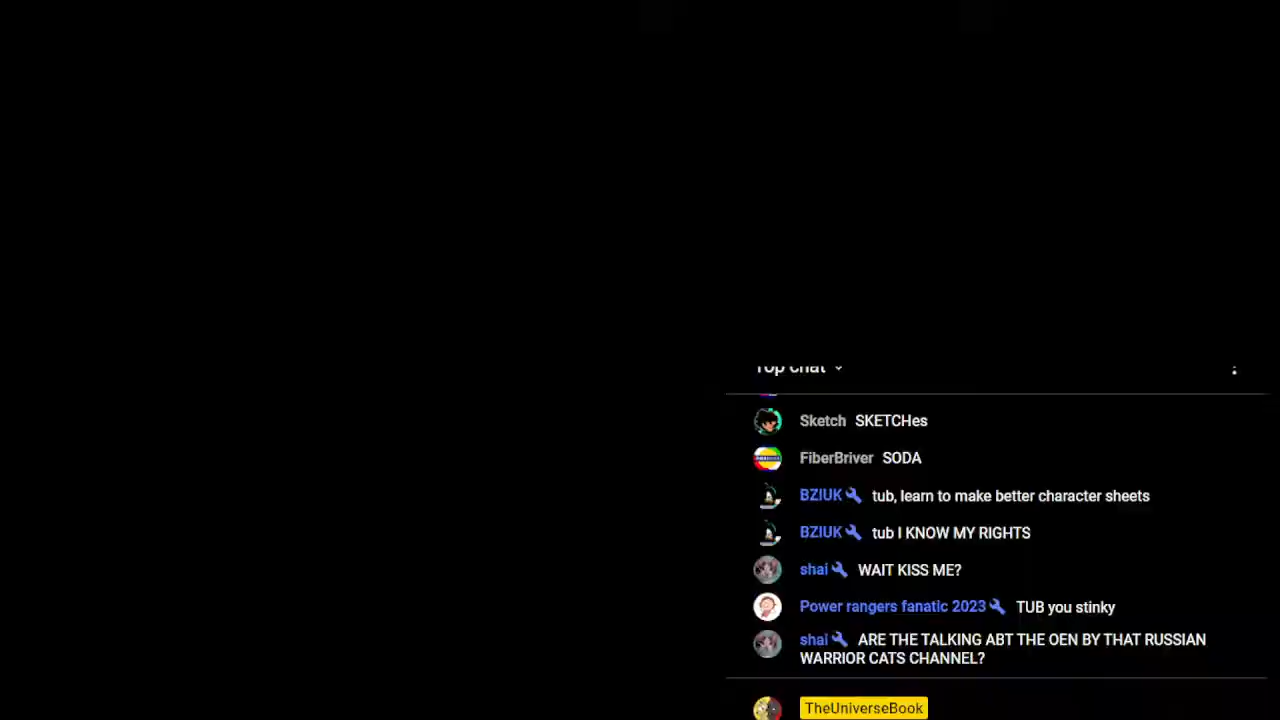 Top chat
Sketch SKETCHes
FiberBriver SODA
BZIUK tub, learn to make better character sheets
BZIUK tub I KNOW MY RIGHTS
shai WAIT KISS ME?
Power rangers fanatic 2023 TUB you stinky
shai ARE THE TALKING ABT THE OEN BY THAT RUSSIAN
WARRIOR CATS CHANNEL?
TheUniverseBook